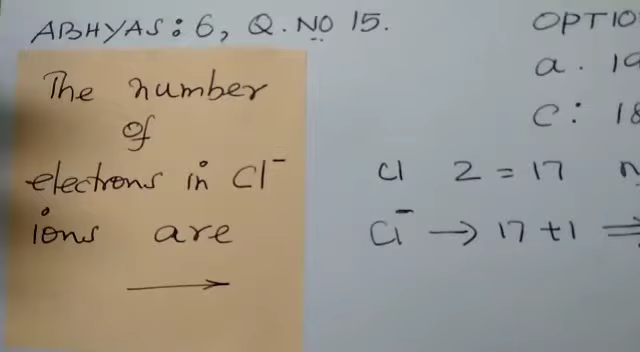 ABHYAS: 6, Q. NO 15.
The number
of
electrons in Cl⁻
ions are
→
OPTIO
a. 19
C: 18
Cl Z = 17
Cl⁻ → 17 + 1 ⇒